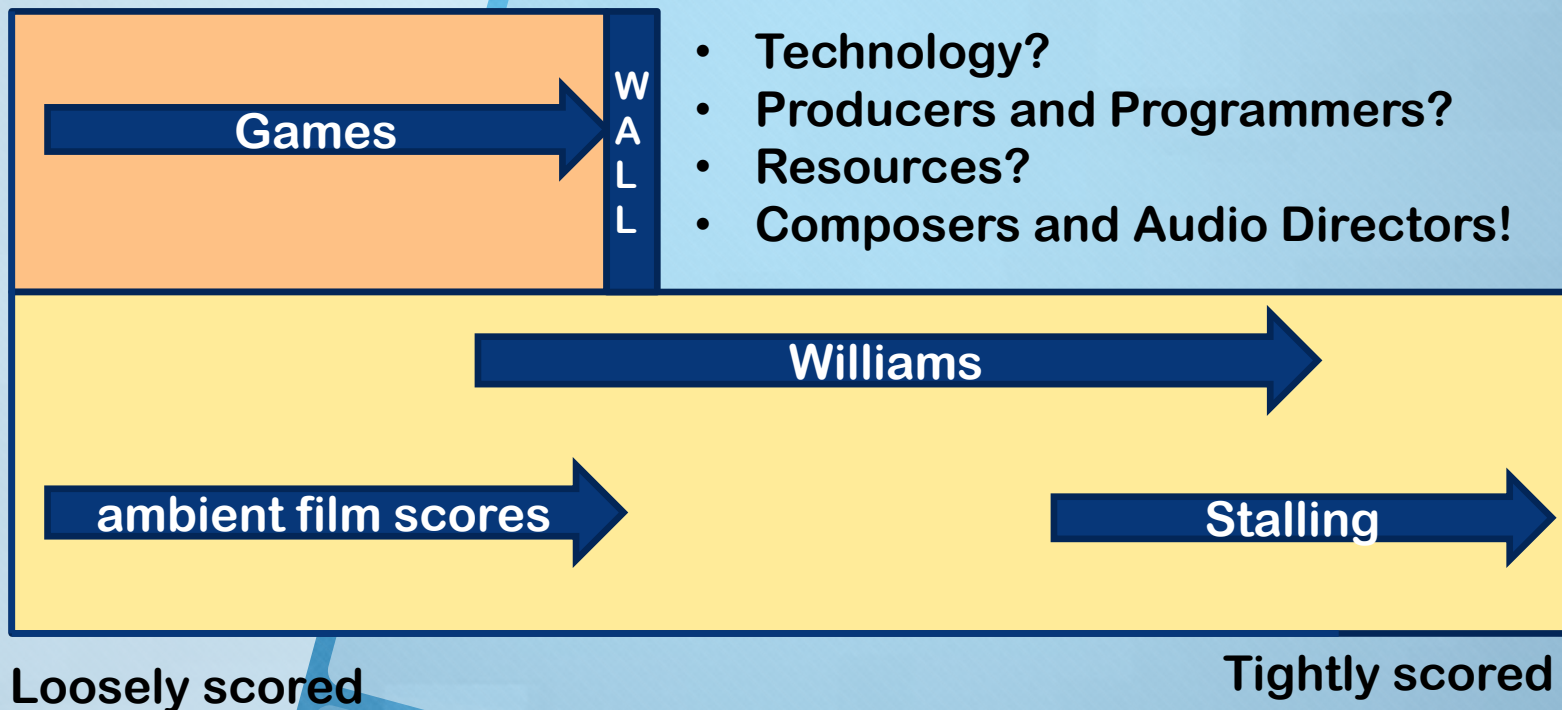 Games
W
A
L
L
• Technology?
• Producers and Programmers?
• Resources?
• Composers and Audio Directors!
Williams
ambient film scores
Stalling
Loosely scored
Tightly scored